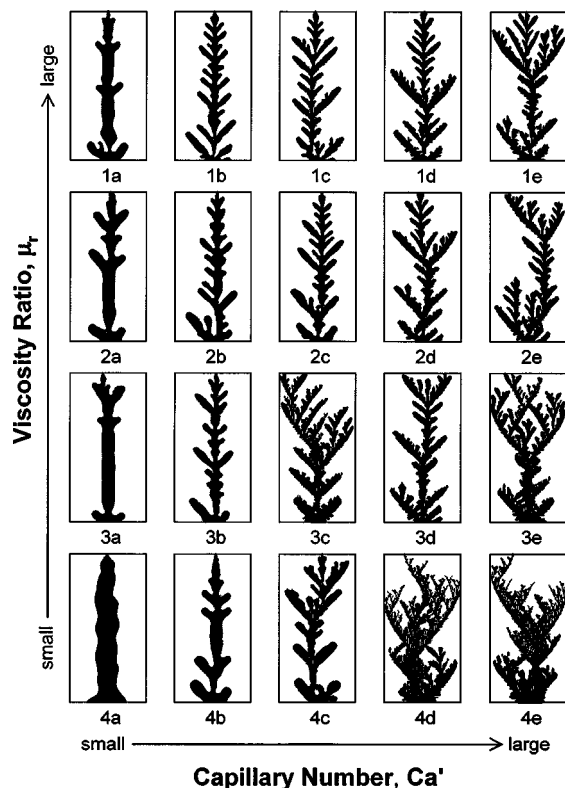 large
1a 1b 1c 1d 1e
2a 2b 2c 2d 2e
Viscosity Ratio, μr
3a 3b 3c 3d 3e
small
4a 4b 4c 4d 4e
small large
Capillary Number, Ca'